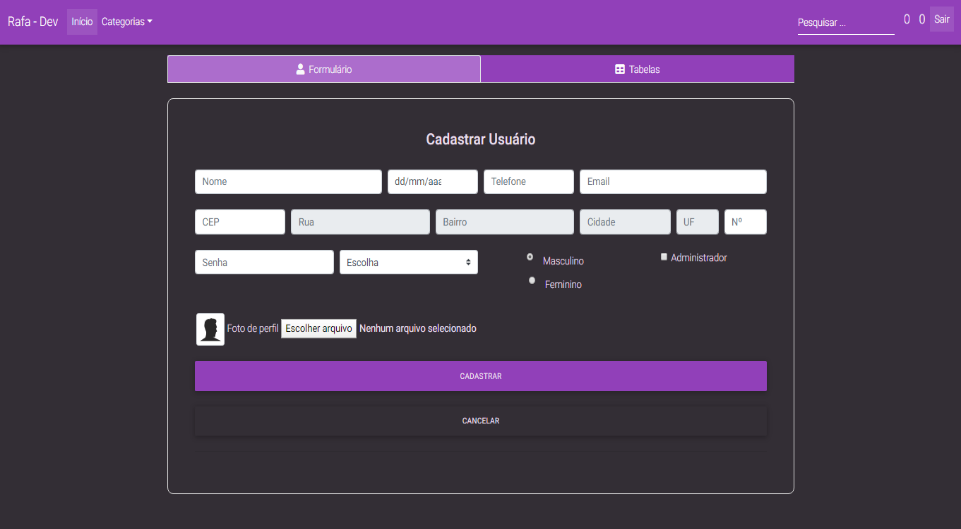 Rafa - Dev Início Categorias Pesquisar ... 0 0 Sair
Formulário Tabelas
Cadastrar Usuário
Nome dd/mm/aaa Telefone Email
CEP Rua Bairro Cidade UF Nº
Senha Escolha Masculino Administrador
Feminino
Foto de perfil Escolher arquivo Nenhum arquivo selecionado
CADASTRAR
CANCELAR